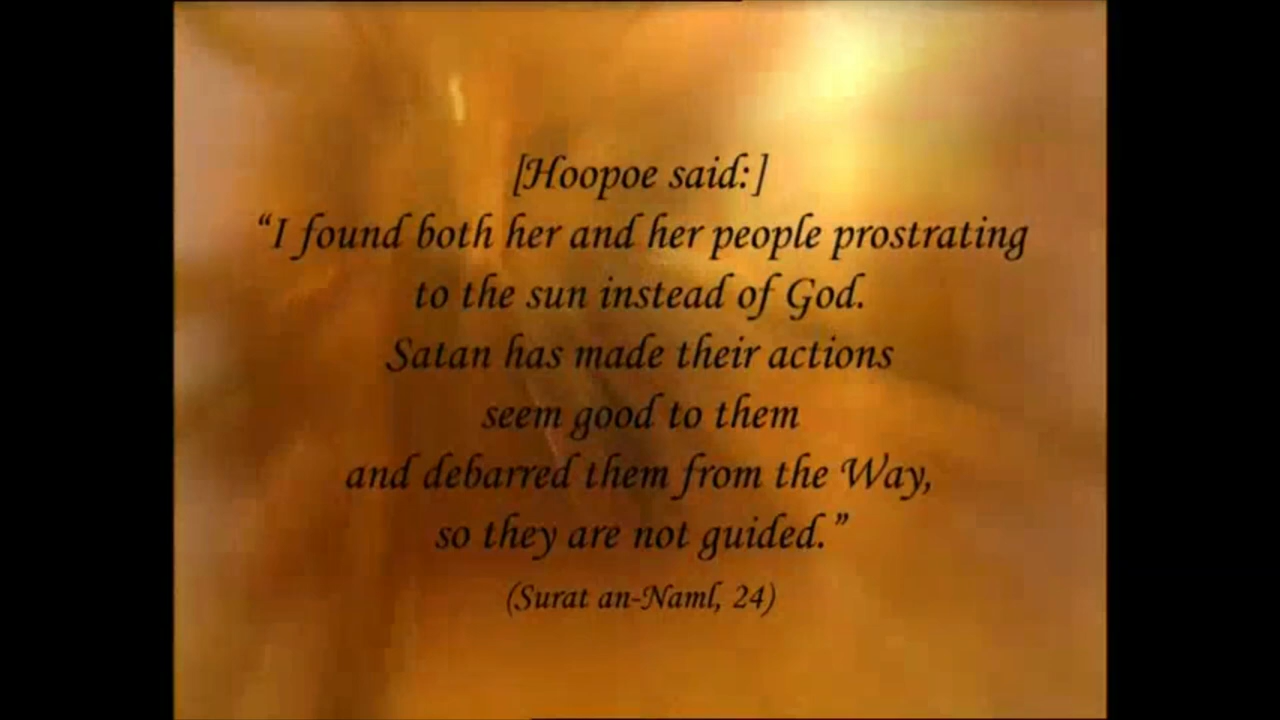 [Hoopoe said:]
“I found both her and her people prostrating
to the sun instead of God.
Satan has made their actions
seem good to them
and debarred them from the Way,
so they are not guided.”
(Surat an-Naml, 24)